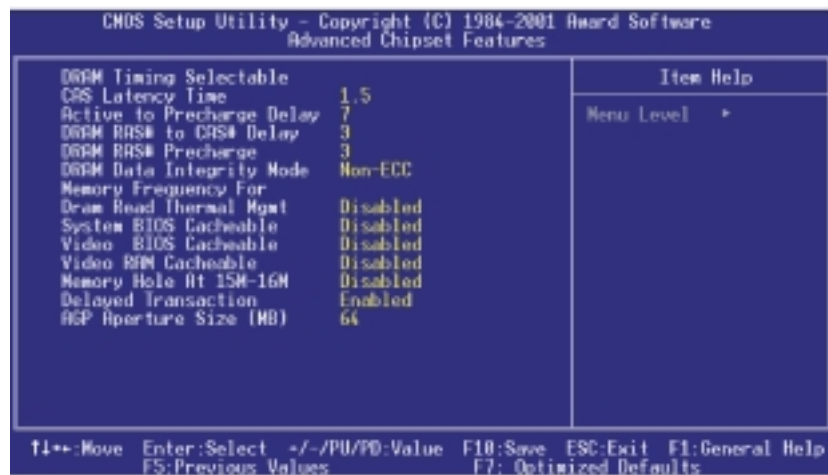 CMOS Setup Utility - Copyright (C) 1984-2001 Award Software
Advanced Chipset Features
DRAM Timing Selectable
CAS Latency Time 1.5
Active to Precharge Delay 7
DRAM RAS# to CAS# Delay 3
DRAM RAS# Precharge 3
DRAM Data Integrity Mode Non-ECC
Memory Frequency For
Dram Read Thermal Mgmt Disabled
System BIOS Cacheable Disabled
Video BIOS Cacheable Disabled
Video RAM Cacheable Disabled
Memory Hole At 15M-16M Disabled
Delayed Transaction Enabled
AGP Aperture Size (MB) 64
Item Help
Menu Level ►
↑↓→←:Move Enter:Select +/-/PU/PD:Value F10:Save ESC:Exit F1:General Help
F5:Previous Values F7: Optimized Defaults